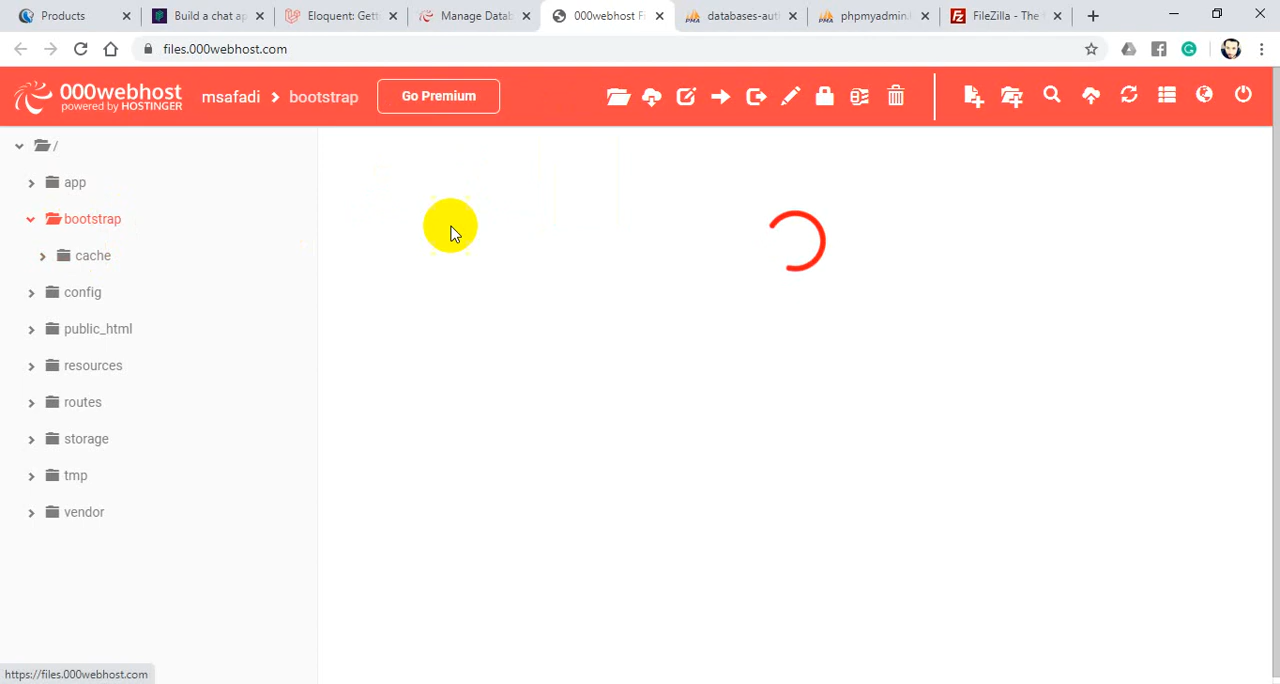 Products
Build a chat ap
Eloquent: Gett
Manage Datab
000webhost Fi
databases-aut
phpmyadmin.
FileZilla - The
files.000webhost.com
000webhost
powered by HOSTINGER
msafadi
bootstrap
Go Premium
/
app
bootstrap
cache
config
public_html
resources
routes
storage
tmp
vendor
https://files.000webhost.com